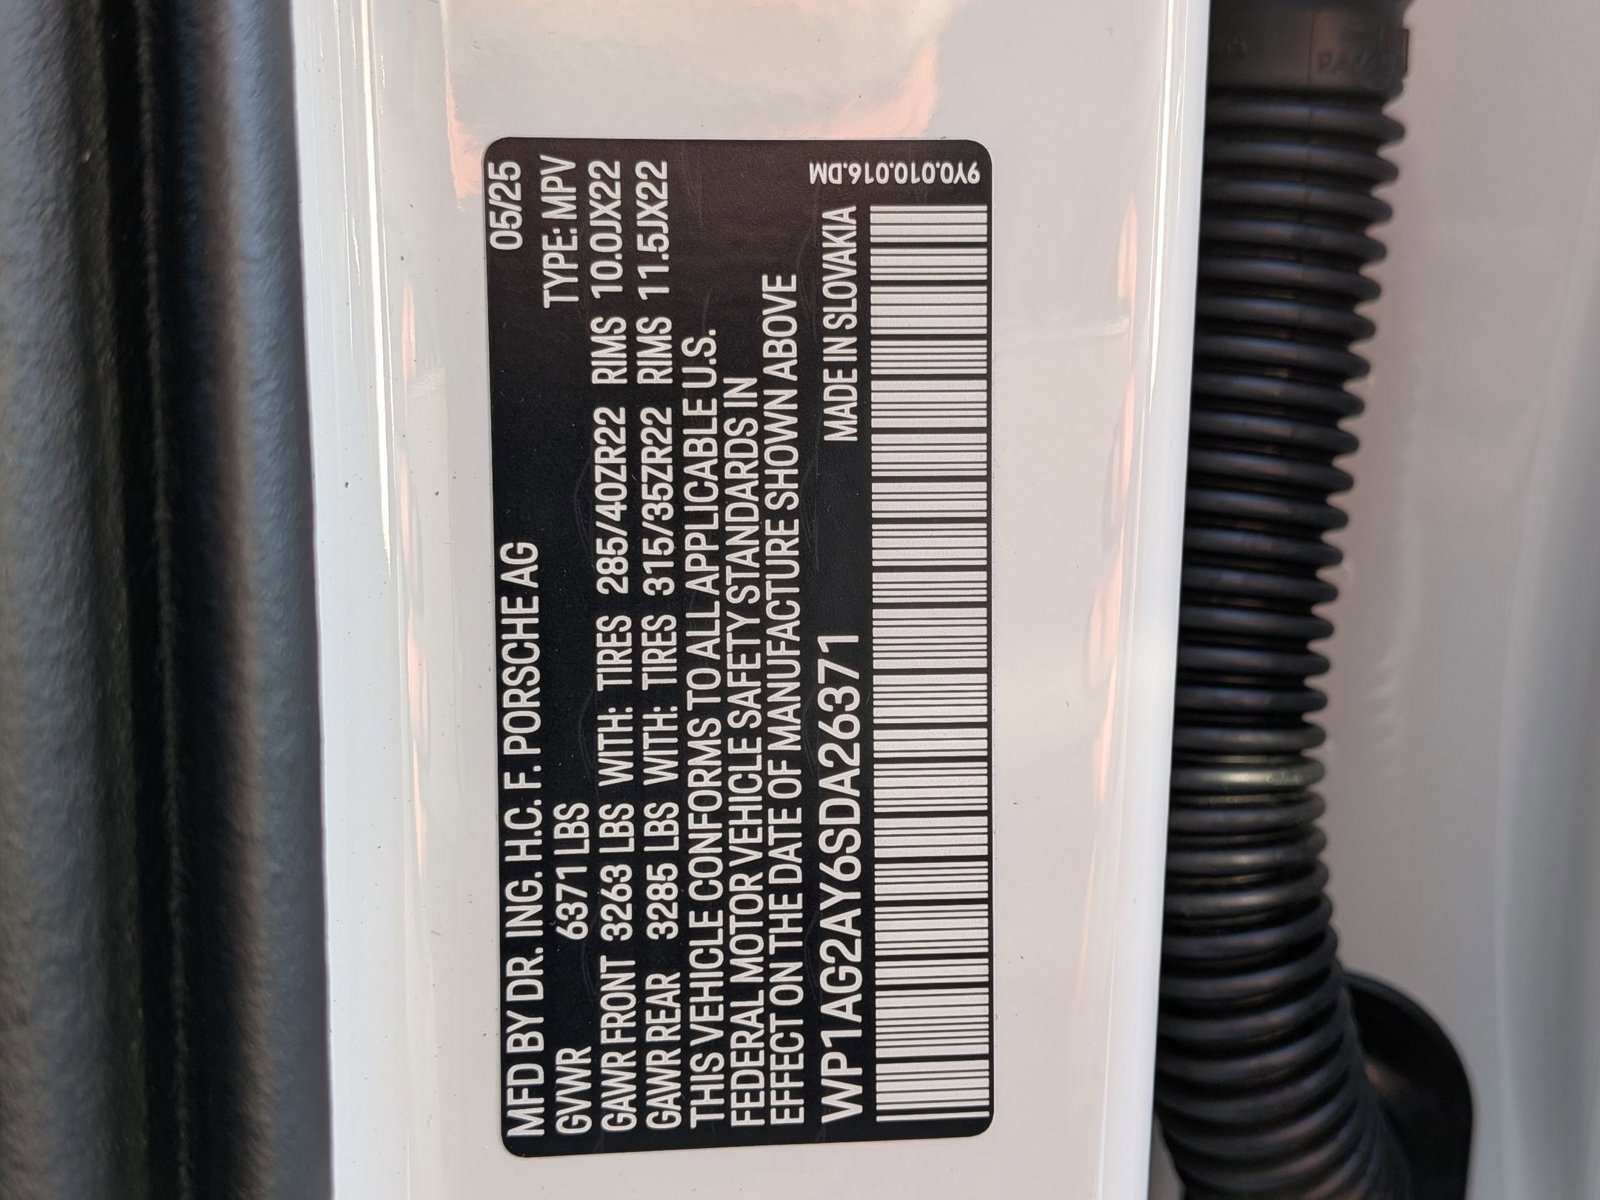 MFD BY DR. ING. H.C. F. PORSCHE AG 05/25
GVWR 6371 LBS TYPE: MPV
GAWR FRONT 3263 LBS WITH: TIRES 285/40ZR22 RIMS 10.0JX22
GAWR REAR 3285 LBS WITH: TIRES 315/35ZR22 RIMS 11.5JX22
THIS VEHICLE CONFORMS TO ALL APPLICABLE U.S.
FEDERAL MOTOR VEHICLE SAFETY STANDARDS IN
EFFECT ON THE DATE OF MANUFACTURE SHOWN ABOVE
WP1AG2AY6SDA26371 MADE IN SLOVAKIA
9Y0.010.016.DM